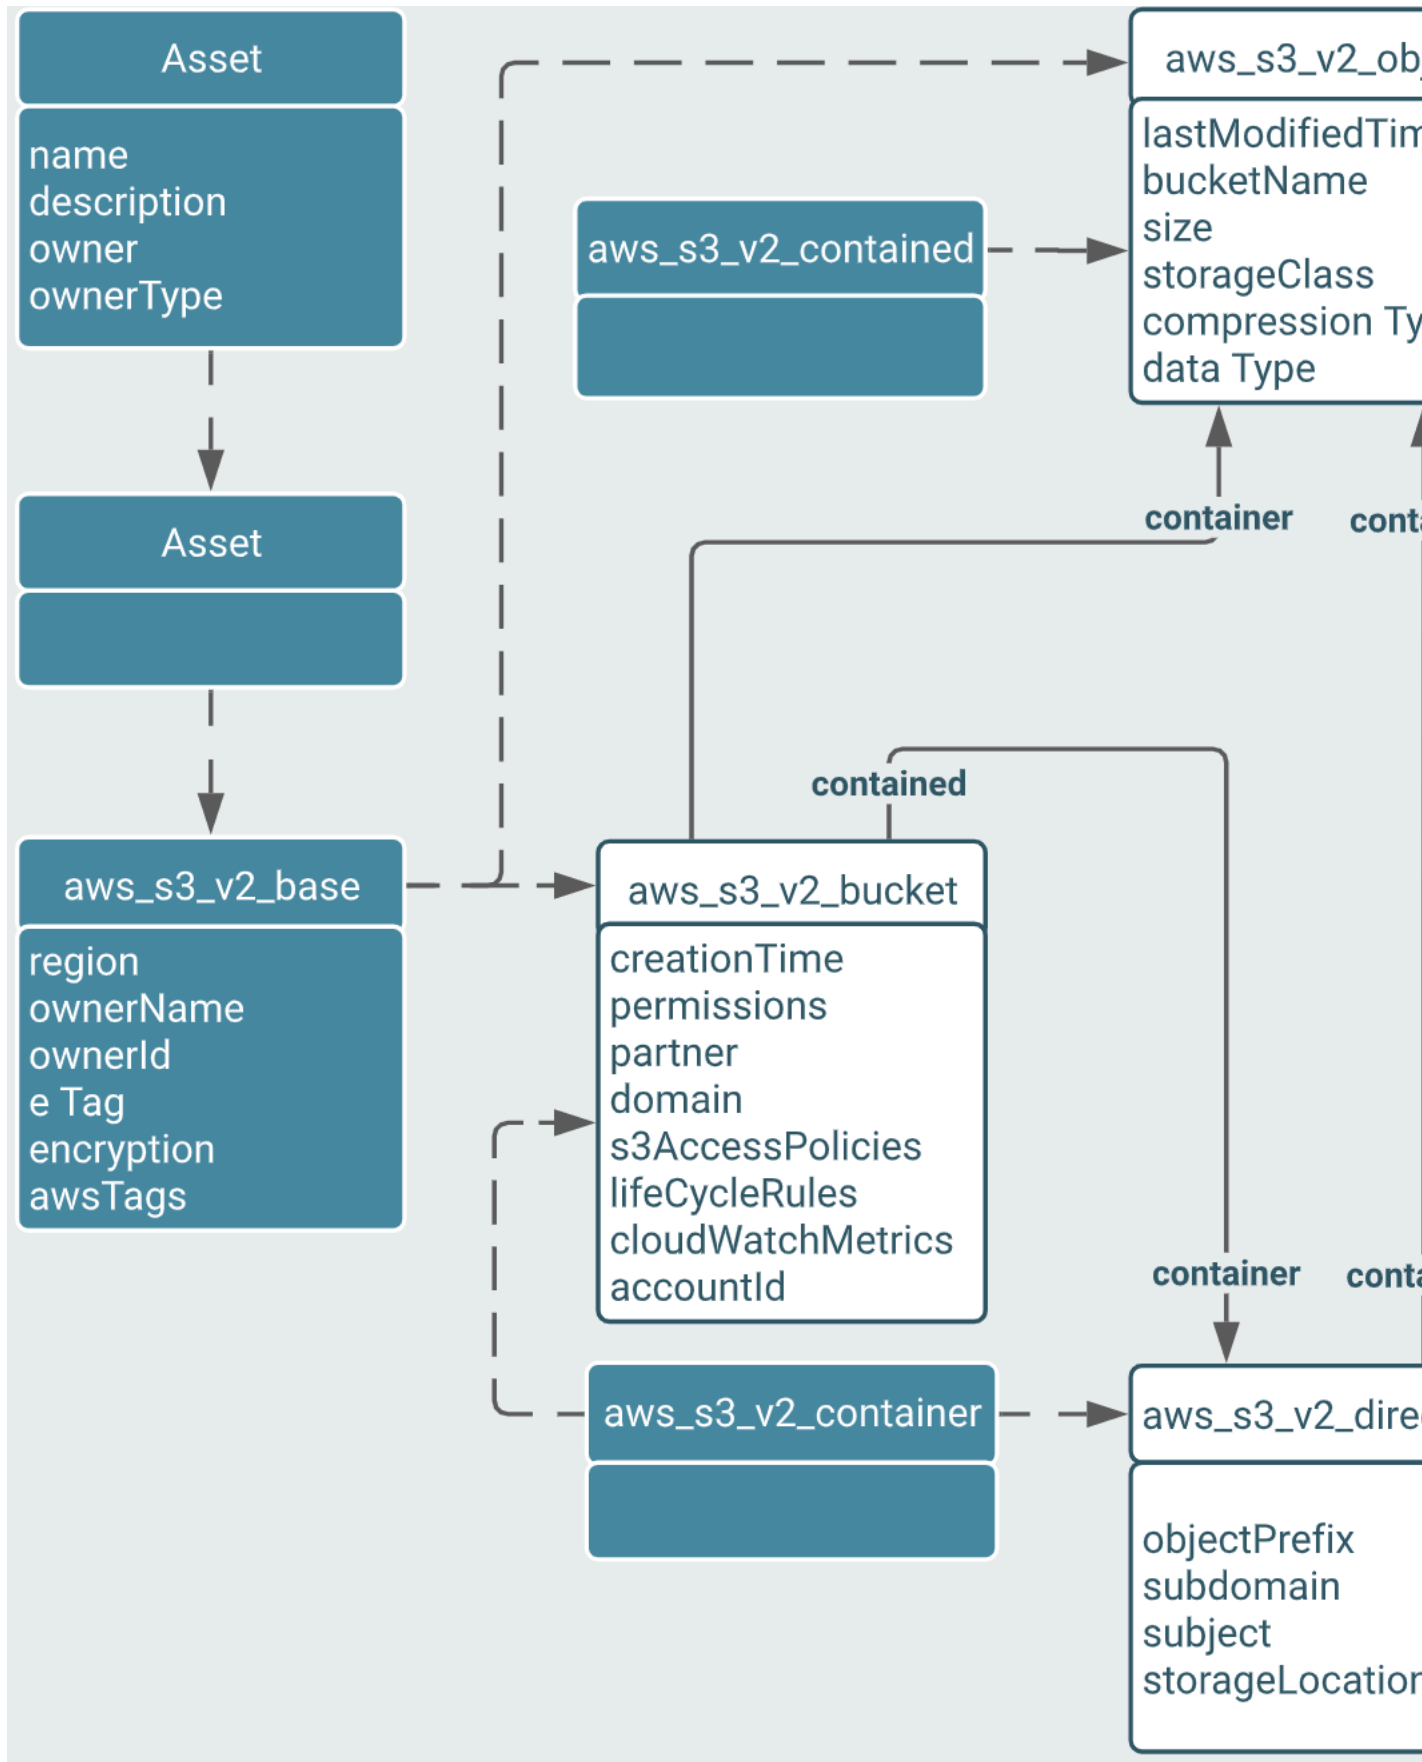 Asset
name
description
owner
ownerType
Asset
aws_s3_v2_base
region
ownerName
ownerId
e Tag
encryption
awsTags
aws_s3_v2_contained
contained
aws_s3_v2_bucket
creationTime
permissions
partner
domain
s3AccessPolicies
lifeCycleRules
cloudWatchMetrics
accountId
aws_s3_v2_container
bucketName
size
storageClass
compression
data Type
container
container
objectPrefix
subdomain
subject